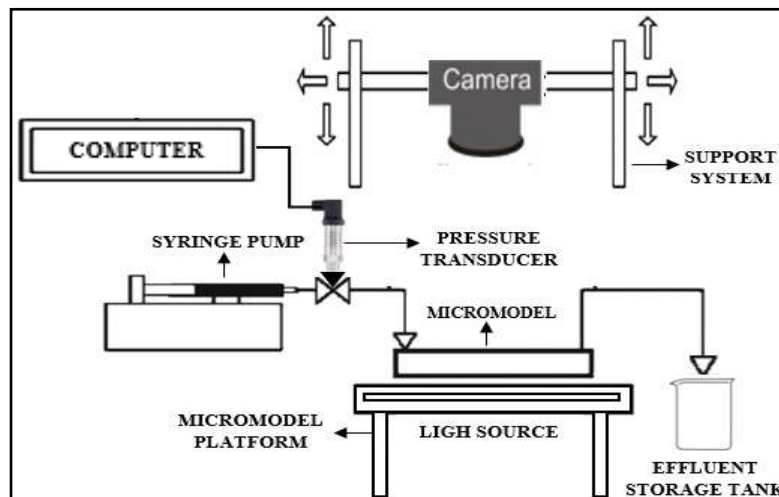 Camera
COMPUTER
SUPPORT
SYSTEM
SYRINGE PUMP
PRESSURE
TRANSDUCER
MICROMODEL
MICROMODEL
PLATFORM
LIGH SOURCE
EFFLUENT
STORAGE TANK